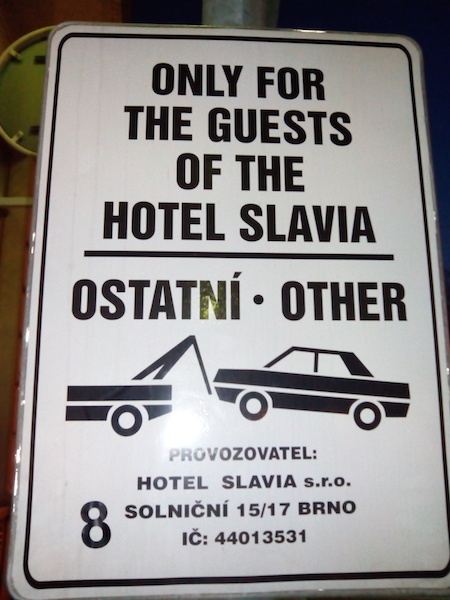 ONLY FOR
THE GUESTS
OF THE
HOTEL SLAVIA
OSTATNÍ · OTHER
PROVOZOVATEL:
HOTEL SLAVIA s.r.o.
8 SOLNIČNÍ 15/17 BRNO
IČ: 44013531